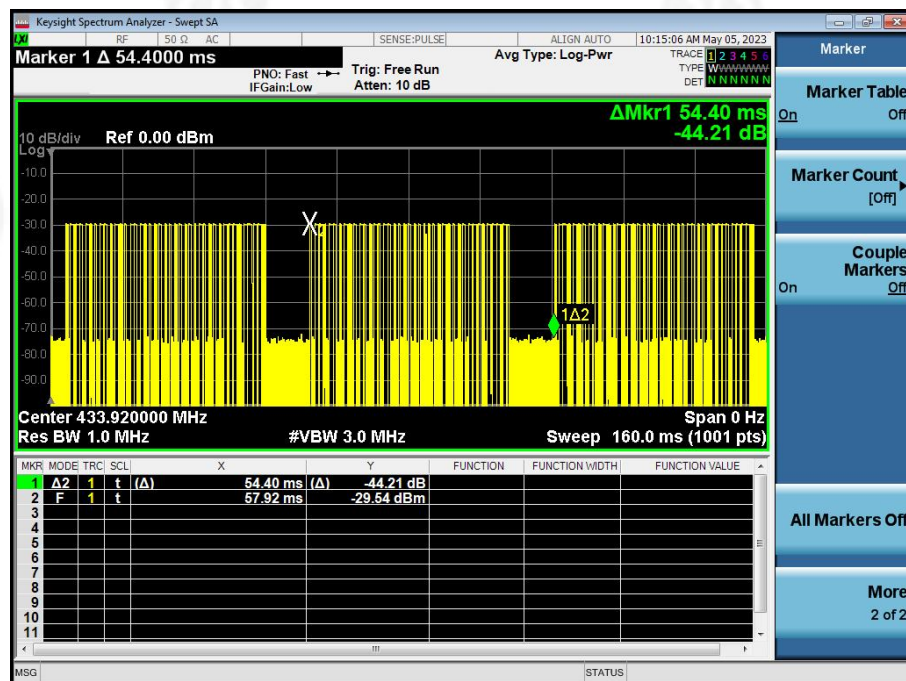 Keysight Spectrum Analyzer - Swept SA
LXI RF 50 Ω AC SENSE:PULSE ALIGN AUTO 10:15:06 AM May 05, 2023
Marker 1 Δ 54.4000 ms
PNO: Fast
IFGain:Low
Trig: Free Run
Atten: 10 dB
Avg Type: Log-Pwr
TRACE 1 2 3 4 5 6
TYPE WWWWWWW
DET N N N N N N
ΔMkr1 54.40 ms
-44.21 dB
10 dB/div Ref 0.00 dBm
Log
-10.0
-20.0
-30.0
-40.0
-50.0
-60.0
-70.0
-80.0
-90.0
X2
1Δ2
Center 433.920000 MHz Span 0 Hz
Res BW 1.0 MHz #VBW 3.0 MHz Sweep 160.0 ms (1001 pts)
MKR MODE TRC SCL X Y FUNCTION FUNCTION WIDTH FUNCTION VALUE
1 Δ2 1 t (Δ) 54.40 ms (Δ) -44.21 dB
2 F 1 t 57.92 ms -29.54 dBm
3
4
5
6
7
8
9
10
11
MSG STATUS
Marker
Marker Table
On Off
Marker Count
[Off]
Couple
Markers
On Off
All Markers Off
More
2 of 2